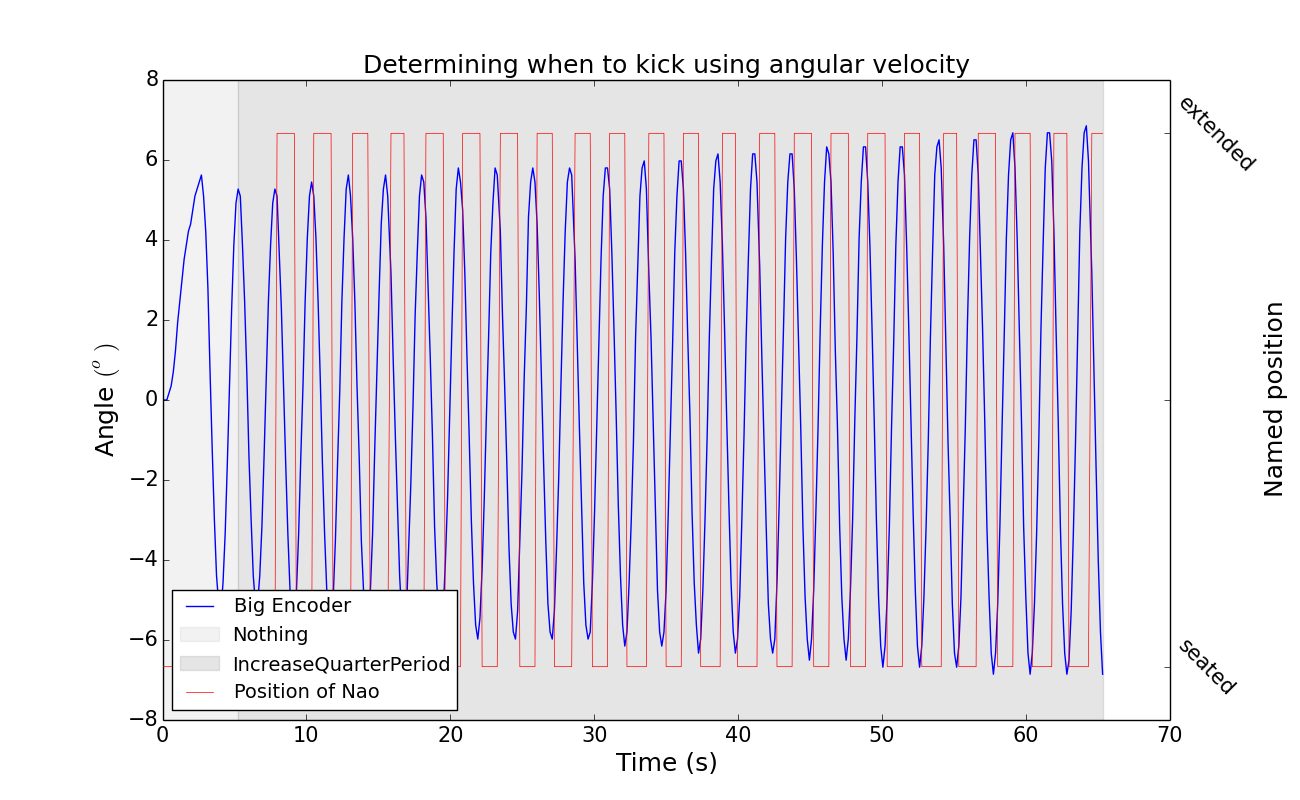 Determining when to kick using angular velocity
8
6
4
2
0
−2
−4
−6
−8
Angle (°)
extended
seated
Named position
Big Encoder
Nothing
IncreaseQuarterPeriod
Position of Nao
0 10 20 30 40 50 60 70
Time (s)